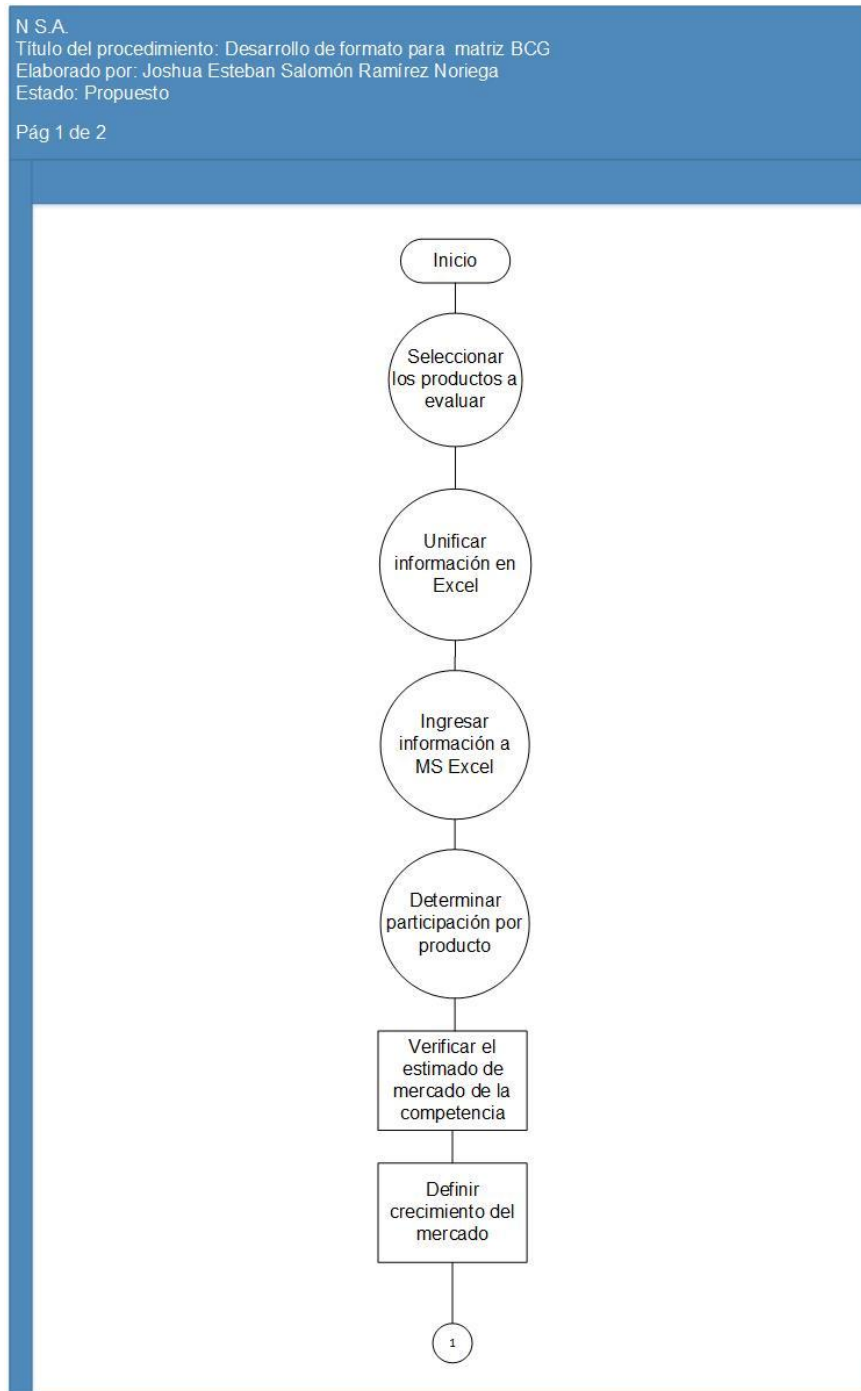 N S.A.
Título del procedimiento: Desarrollo de formato para matriz BCG
Elaborado por: Joshua Esteban Salomón Ramírez Noriega
Estado: Propuesto
Pág 1 de 2
Inicio
Seleccionar
los productos a
evaluar
Unificar
información en
Excel
Ingresar
información a
MS Excel
Determinar
participación por
producto
Verificar el
estimado de
mercado de la
competencia
Definir
crecimiento del
mercado
1